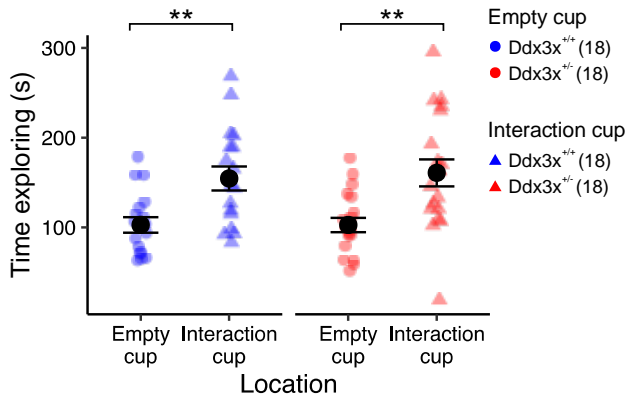 **
**
300
200
100
Time exploring (s)
Empty cup
Interaction cup
Empty cup
Interaction cup
Location
Empty cup
Ddx3x+/+ (18)
Ddx3x+/- (18)
Interaction cup
Ddx3x+/+ (18)
Ddx3x+/- (18)